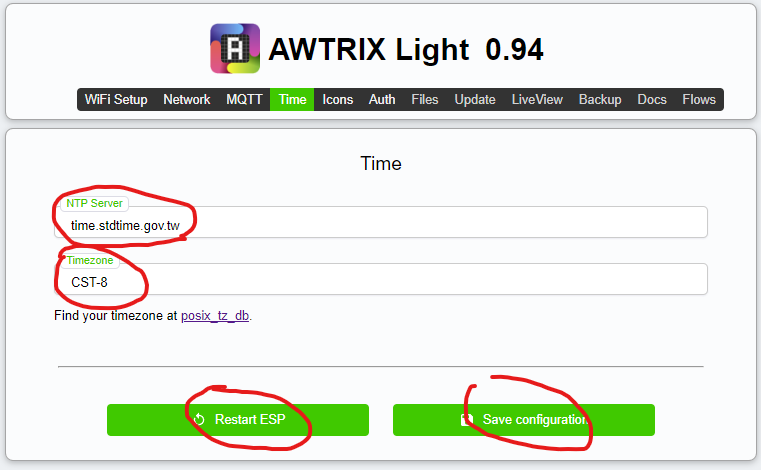 A AWTRIX Light 0.94
WiFi Setup Network MQTT Time Icons Auth Files Update LiveView Backup Docs Flows
Time
NTP Server
time.stdtime.gov.tw
Timezone
CST-8
Find your timezone at posix_tz_db.
Restart ESP Save configuration